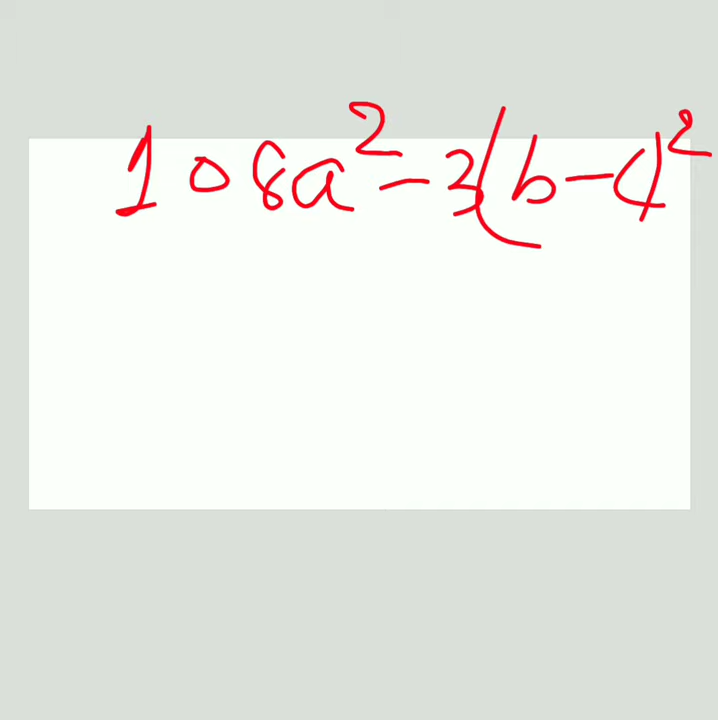 108a² - 3(b - c)²